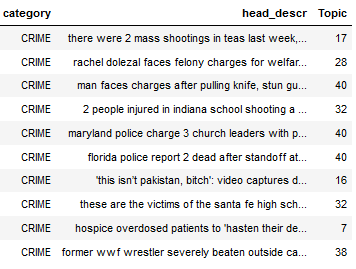 category head_descr Topic
CRIME there were 2 mass shootings in teas last week,... 17
CRIME rachel dolezal faces felony charges for welfar... 28
CRIME man faces charges after pulling knife, stun gu... 40
CRIME 2 people injured in indiana school shooting a ... 32
CRIME maryland police charge 3 church leaders with p... 40
CRIME florida police report 2 dead after standoff at... 40
CRIME 'this isn't pakistan, bitch': video captures d... 16
CRIME these are the victims of the santa fe high sch... 32
CRIME hospice overdosed patients to 'hasten their de... 7
CRIME former wwf wrestler severely beaten outside ca... 38